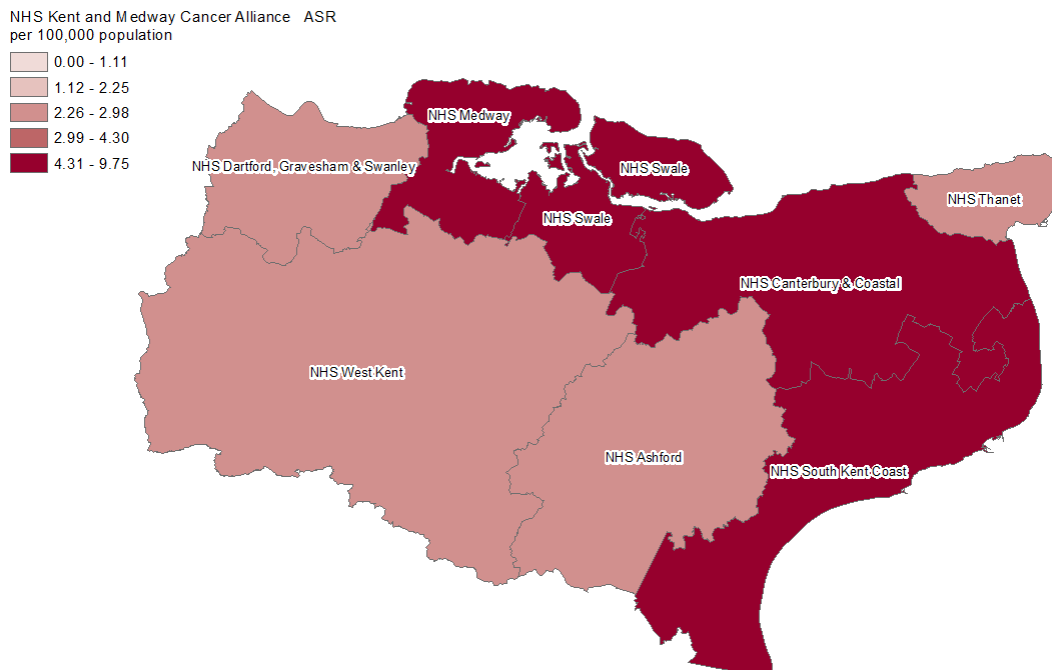 NHS Kent and Medway Cancer Alliance ASR
per 100,000 population
0.00 - 1.11
1.12 - 2.25
2.26 - 2.98
2.99 - 4.30
4.31 - 9.75
NHS Medway
NHS Dartford, Gravesham & Swanley
NHS Swale
NHS Thanet
NHS Swale
NHS Canterbury & Coastal
NHS West Kent
NHS Ashford
NHS South Kent Coast